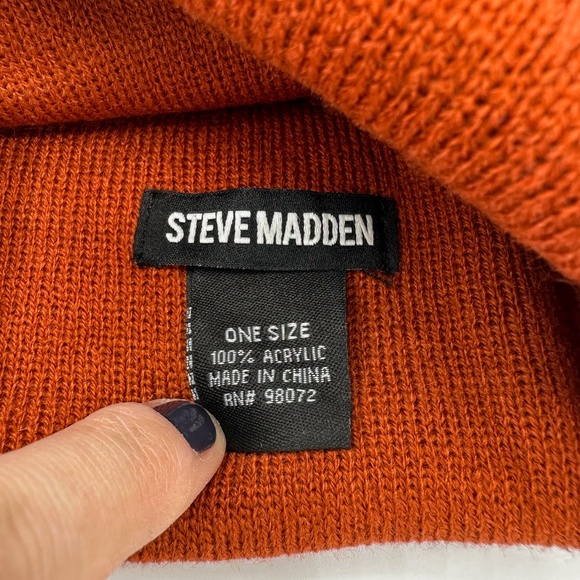 STEVE MADDEN
ONE SIZE
100% ACRYLIC
MADE IN CHINA
RN# 98072